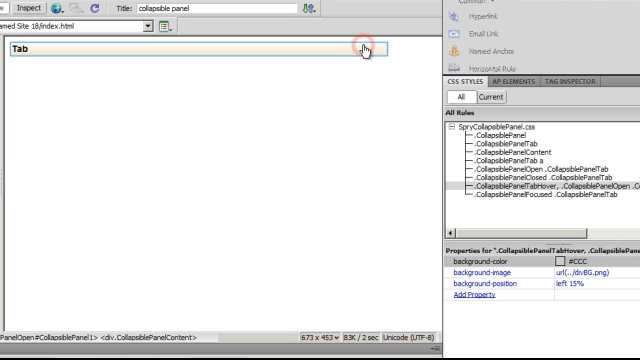 Inspect
Title: collapsible panel
amed Site 18/index.html
Tab
PanelOpen#CollapsiblePanel1> <div.CollapsiblePanelContent>
673 x 453 83K / 2 sec Unicode (UTF-8)
Common
Hyperlink
Email Link
Named Anchor
Horizontal Rule
CSS STYLES AP ELEMENTS TAG INSPECTOR
All Current
All Rules
SpryCollapsiblePanel.css
.CollapsiblePanel
.CollapsiblePanelTab
.CollapsiblePanelContent
.CollapsiblePanelTab a
.CollapsiblePanelOpen .CollapsiblePanelTab
.CollapsiblePanelClosed .CollapsiblePanelTab
.CollapsiblePanelTabHover, .CollapsiblePanelOpen .C
.CollapsiblePanelFocused .CollapsiblePanelTab
Properties for ".CollapsiblePanelTabHover, .CollapsiblePane
background-color #CCC
background-image url(../divBG.png)
background-position left 15%
Add Property